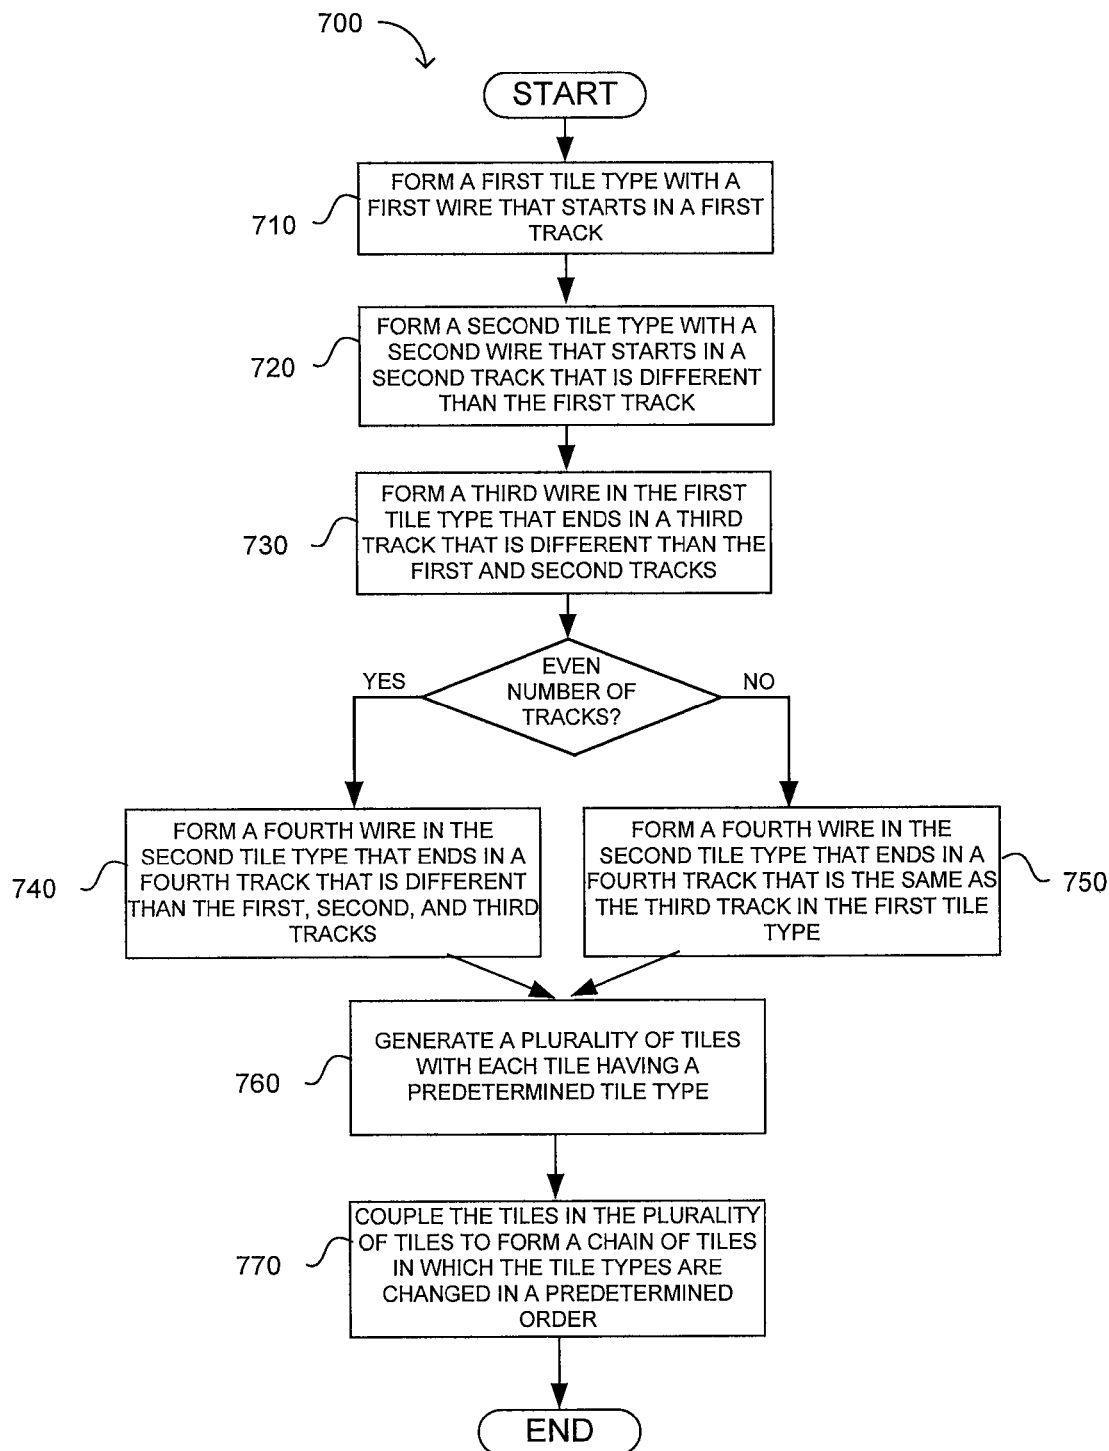 700
START
FORM A FIRST TILE TYPE WITH A
FIRST WIRE THAT STARTS IN A FIRST
TRACK
710
FORM A SECOND TILE TYPE WITH A
SECOND WIRE THAT STARTS IN A
SECOND TRACK THAT IS DIFFERENT
THAN THE FIRST TRACK
720
FORM A THIRD WIRE IN THE FIRST
TILE TYPE THAT ENDS IN A THIRD
TRACK THAT IS DIFFERENT THAN THE
FIRST AND SECOND TRACKS
730
EVEN
NUMBER OF
TRACKS?
YES
NO
FORM A FOURTH WIRE IN THE
SECOND TILE TYPE THAT ENDS IN A
FOURTH TRACK THAT IS DIFFERENT
THAN THE FIRST, SECOND, AND THIRD
TRACKS
740
FORM A FOURTH WIRE IN THE
SECOND TILE TYPE THAT ENDS IN A
FOURTH TRACK THAT IS THE SAME AS
THE THIRD TRACK IN THE FIRST TILE
TYPE
750
GENERATE A PLURALITY OF TILES
WITH EACH TILE HAVING A
PREDETERMINED TILE TYPE
760
COUPLE THE TILES IN THE PLURALITY
OF TILES TO FORM A CHAIN OF TILES
IN WHICH THE TILE TYPES ARE
CHANGED IN A PREDETERMINED
ORDER
770
END